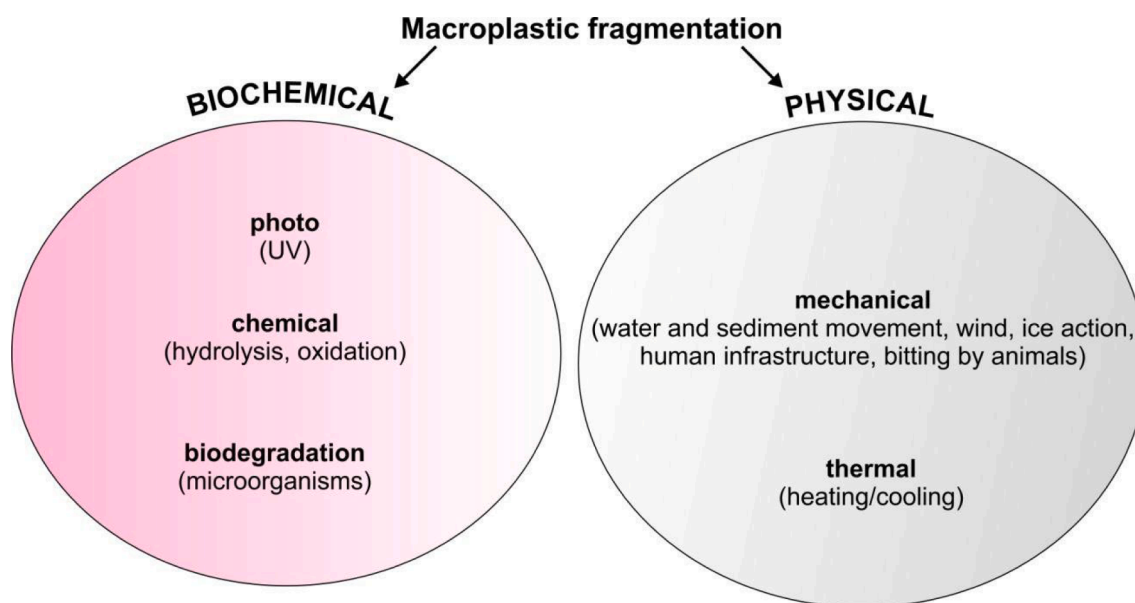 Macroplastic fragmentation
BIOCHEMICAL
photo
(UV)
chemical
(hydrolysis, oxidation)
biodegradation
(microorganisms)
PHYSICAL
mechanical
(water and sediment movement, wind, ice action,
human infrastructure, bitting by animals)
thermal
(heating/cooling)